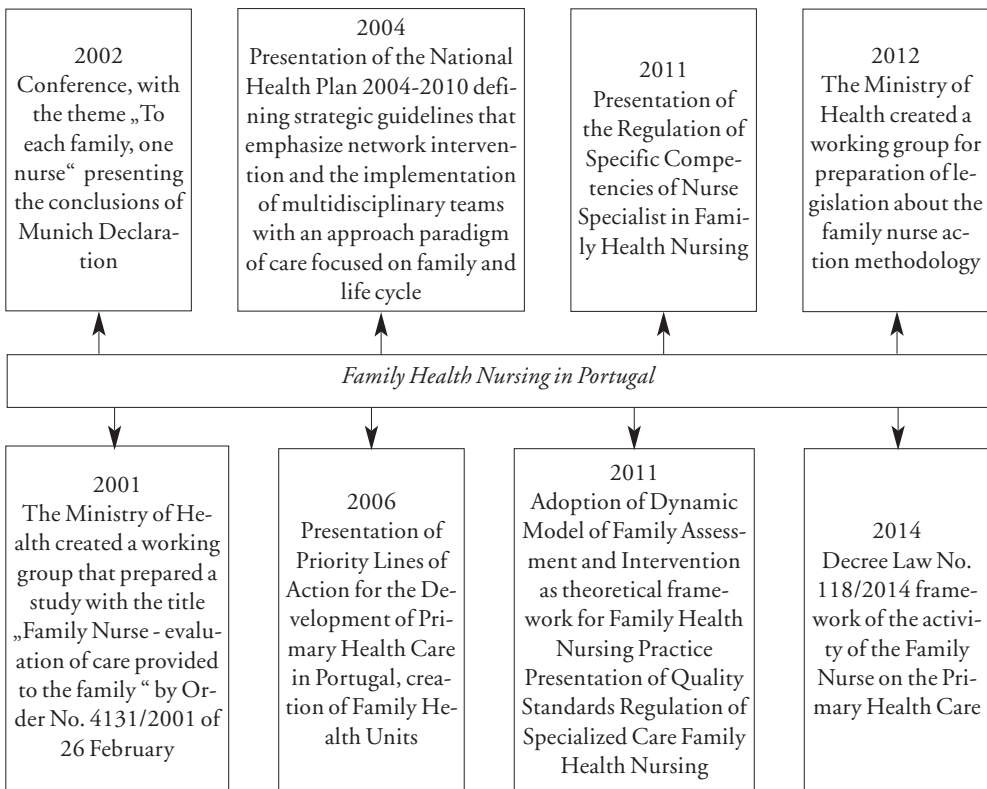 2002
Conference, with
the theme „To
each family, one
nurse“ presenting
the conclusions of
Munich Declara-
tion
2004
Presentation of the National
Health Plan 2004-2010 defi-
ning strategic guidelines that
emphasize network interven-
tion and the implementation
of multidisciplinary teams
with an approach paradigm
of care focused on family and
life cycle
2011
Presentation of
the Regulation of
Specific Compe-
tencies of Nurse
Specialist in Fami-
ly Health Nursing
2012
The Ministry of
Health created a
working group for
preparation of le-
gislation about the
family nurse ac-
tion methodology
Family Health Nursing in Portugal
2001
The Ministry of He-
alth created a working
group that prepared a
study with the title
„Family Nurse - evalu-
ation of care provided
to the family “ by Or-
der No. 4131/2001 of
26 February
2006
Presentation of
Priority Lines of
Action for the De-
velopment of Pri-
mary Health Care
in Portugal, crea-
tion of Family He-
alth Units
2011
Adoption of Dynamic
Model of Family Assess-
ment and Intervention
as theoretical framewo-
rk for Family Health
Nursing Practice
Presentation of Quality
Standards Regulation of
Specialized Care Family
Health Nursing
2014
Decree Law No.
118/2014 frame-
work of the activi-
ty of the Family
Nurse on the Pri-
mary Health Care